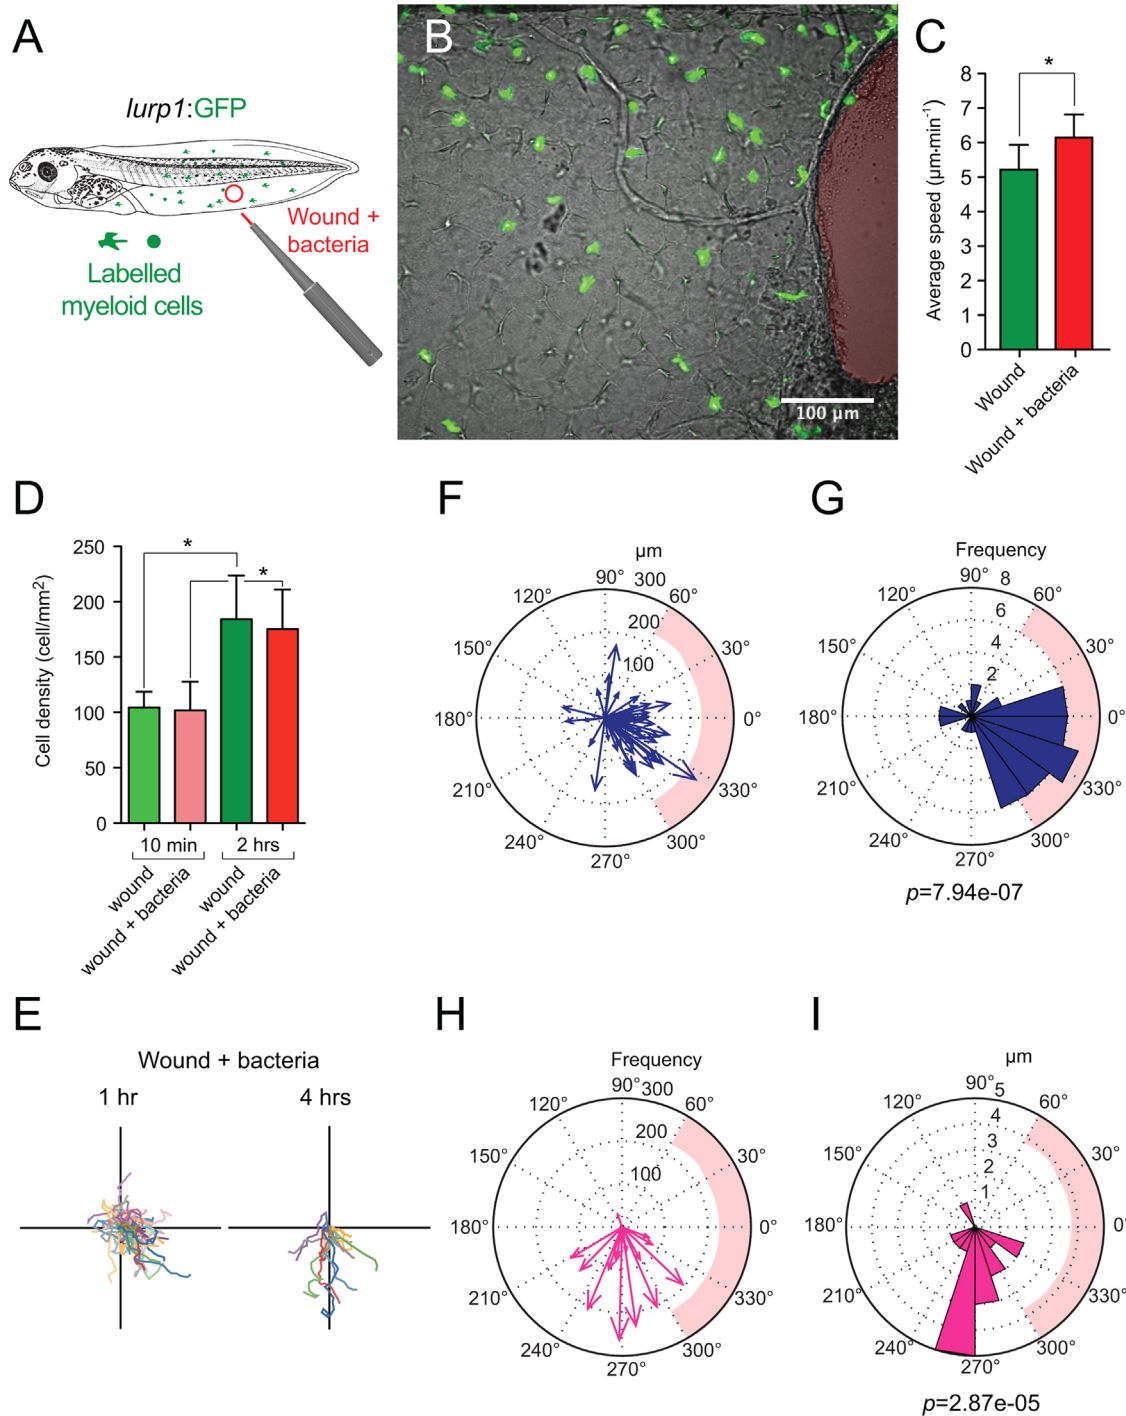 A
lurp1:GFP
Wound +
bacteria
Labelled
myeloid cells
B
100 µm
C
Average speed (µm·min⁻¹)
8
7
6
5
4
3
2
1
0
*
Wound
Wound + bacteria
D
Cell density (cell/mm²)
250
200
150
100
50
0
*
*
10 min
2 hrs
wound
wound + bacteria
wound
wound + bacteria
F
µm
90°
300
60°
120°
200
150°
100
30°
180°
0°
210°
330°
240°
300°
270°
G
Frequency
90°
8
60°
120°
6
4
150°
2
30°
180°
0°
210°
330°
240°
300°
270°
p=7.94e-07
E
Wound + bacteria
1 hr
4 hrs
H
Frequency
90°
300
60°
120°
200
150°
100
30°
180°
0°
210°
330°
240°
300°
270°
I
µm
90°
5
60°
120°
4
3
150°
2
30°
1
180°
0°
210°
330°
240°
300°
270°
p=2.87e-05